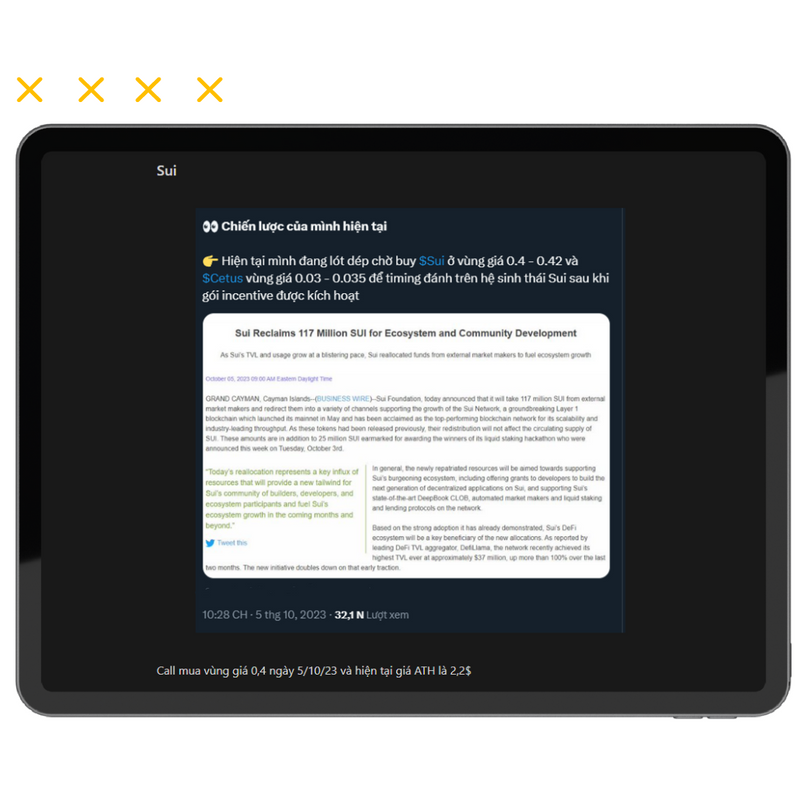 Sui
👀 Chiến lược của mình hiện tại
👉 Hiện tại mình đang lót dép chờ buy $Sui ở vùng giá 0.4 - 0.42 và
$Cetus vùng giá 0.03 - 0.035 để timing đánh trên hệ sinh thái Sui sau khi
gói incentive được kích hoạt
Sui Reclaims 117 Million SUI for Ecosystem and Community Development
As Sui's TVL and usage grow at a blistering pace, Sui reallocated funds from external market makers to fuel ecosystem growth
October 05, 2023 09:00 AM Eastern Daylight Time
GRAND CAYMAN, Cayman Islands--(BUSINESS WIRE)--Sui Foundation, today announced that it will take 117 million SUI from external
market makers and redirect them into a variety of channels supporting the growth of the Sui Network, a groundbreaking Layer 1
blockchain which launched its mainnet in May and has been acclaimed as the top-performing blockchain network for its scalability and
industry-leading throughput. As these tokens had been released previously, their redistribution will not affect the circulating supply of
SUI. These amounts are in addition to 25 million SUI earmarked for awarding the winners of its liquid staking hackathon who were
announced this week on Tuesday, October 3rd.
"Today's reallocation represents a key influx of
resources that will provide a new tailwind for
Sui's community of builders, developers, and
ecosystem participants and fuel Sui's
ecosystem growth in the coming months and
beyond."
Tweet this
In general, the newly repatriated resources will be aimed towards supporting
Sui's burgeoning ecosystem, including offering grants to developers to build the
next generation of decentralized applications on Sui, and supporting Sui's
state-of-the-art DeepBook CLOB, automated market makers and liquid staking
and lending protocols on the network.
Based on the strong adoption it has already demonstrated, Sui's DeFi
ecosystem will be a key beneficiary of the new allocations. As reported by
leading DeFi TVL aggregator, DefiLlama, the network recently achieved its
highest TVL ever at approximately $37 million, up more than 100% over the last
two months. The new initiative doubles down on that early traction.
10:28 CH · 5 thg 10, 2023 · 32,1 N Lượt xem
Call mua vùng giá 0,4 ngày 5/10/23 và hiện tại giá ATH là 2,2$